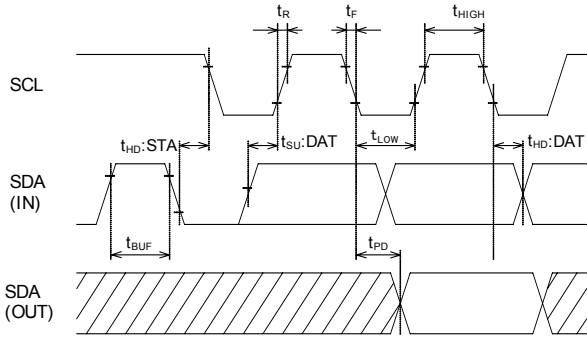 tR
tF
tHIGH
SCL
tHD:STA
tSU:DAT
tLOW
tHD:DAT
SDA
(IN)
tBUF
tPD
SDA
(OUT)